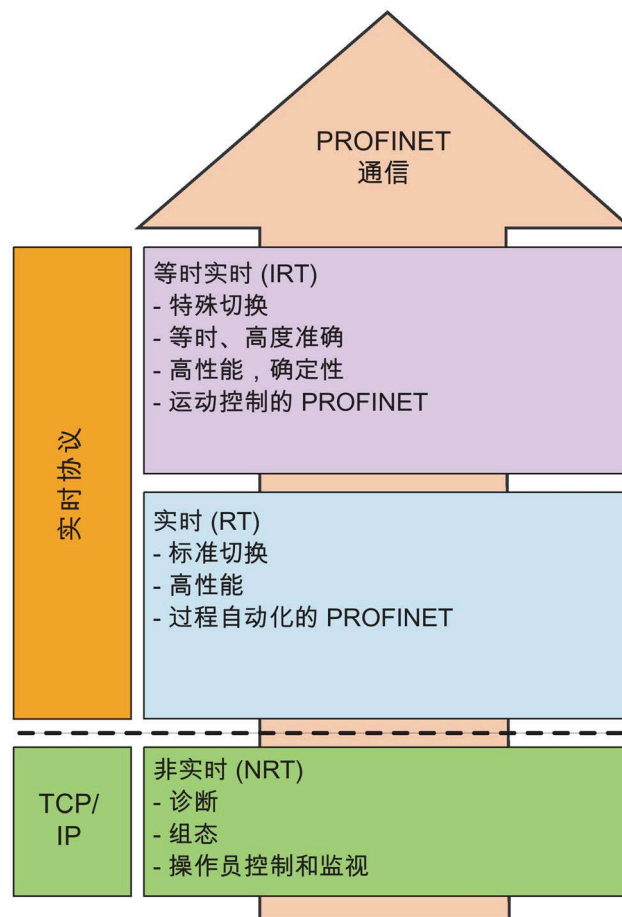 PROFINET
通信
实时协议
等时实时 (IRT)
- 特殊切换
- 等时、高度准确
- 高性能，确定性
- 运动控制的 PROFINET
实时 (RT)
- 标准切换
- 高性能
- 过程自动化的 PROFINET
TCP/
IP
非实时 (NRT)
- 诊断
- 组态
- 操作员控制和监视